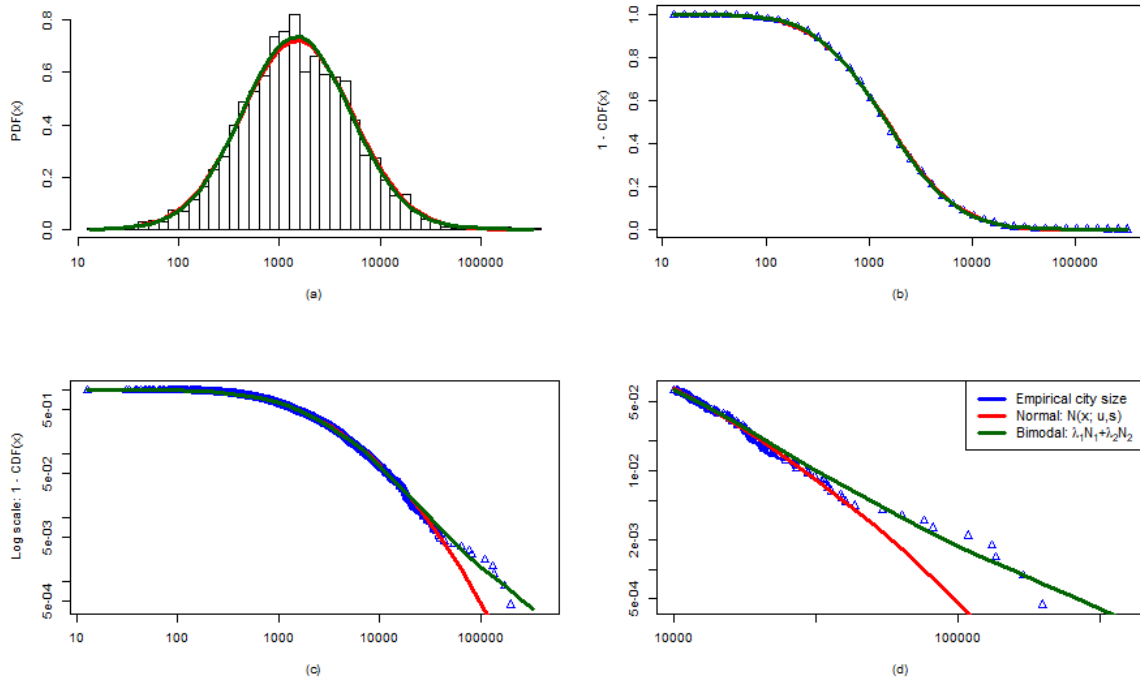 PDF(x)
0.8
0.6
0.4
0.2
0.0
10 100 1000 10000 100000
(a)
1 - CDF(x)
1.0
0.8
0.6
0.4
0.2
0.0
10 100 1000 10000 100000
(b)
Log scale: 1 - CDF(x)
5e-01
5e-02
5e-03
5e-04
10 100 1000 10000 100000
(c)
5e-02
1e-02
2e-03
5e-04
Empirical city size
Normal: N(x; u,s)
Bimodal: λ₁N₁+λ₂N₂
10000 100000
(d)